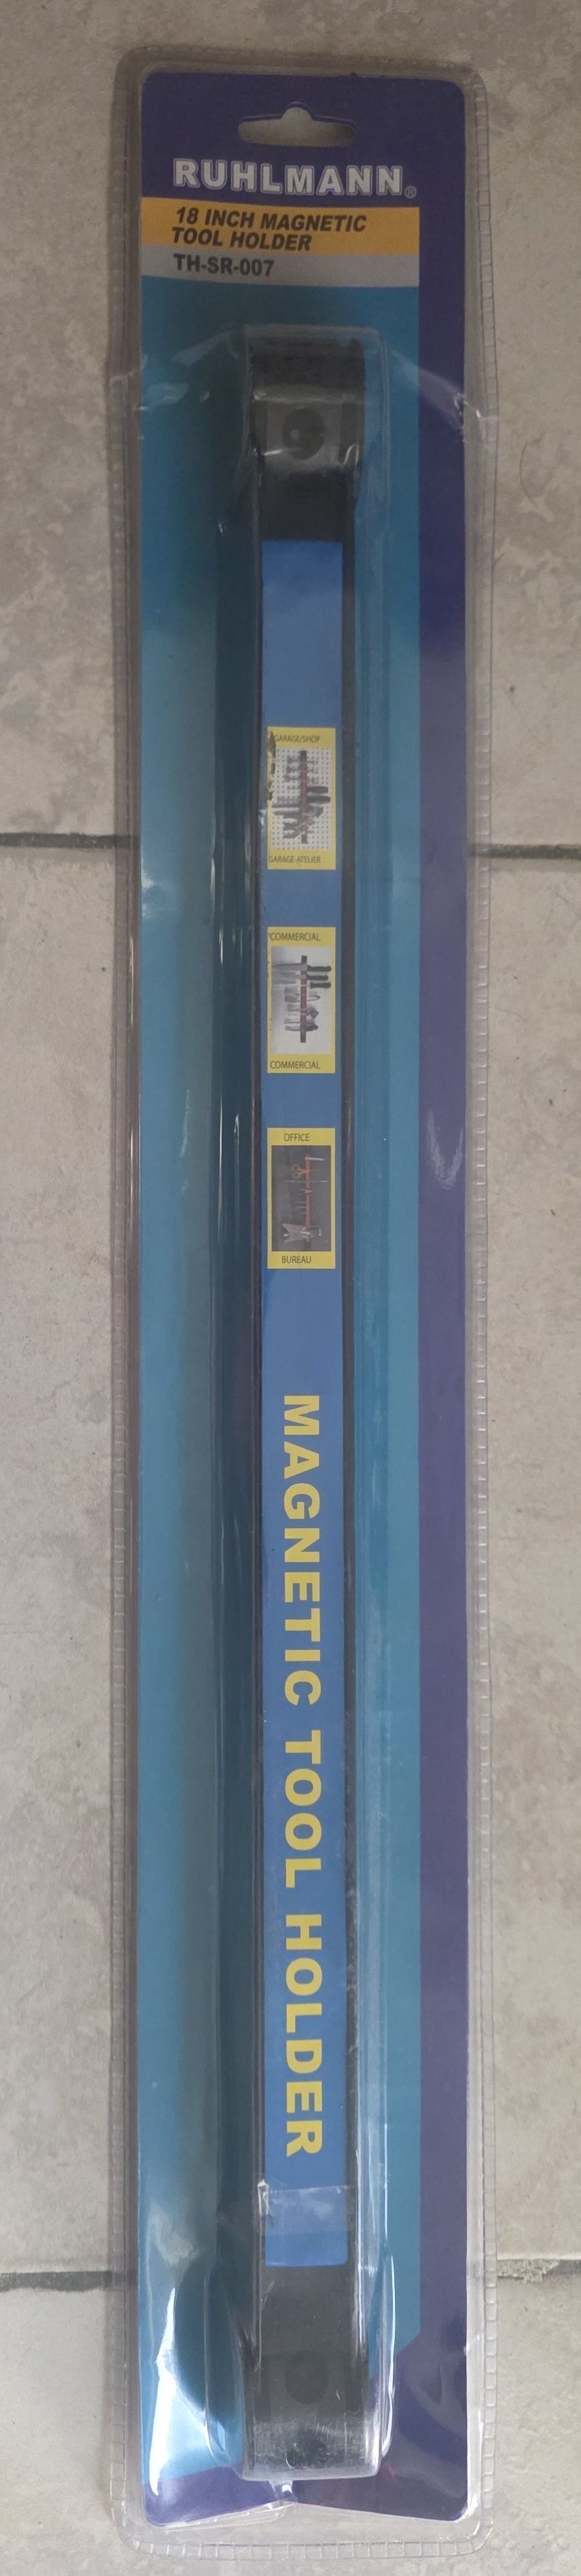 RUHLMANN®
18 INCH MAGNETIC
TOOL HOLDER
TH-SR-007
GARAGE/SHOP
GARAGE-ATELIER
COMMERCIAL
COMMERCIAL
OFFICE
BUREAU
MAGNETIC TOOL HOLDER